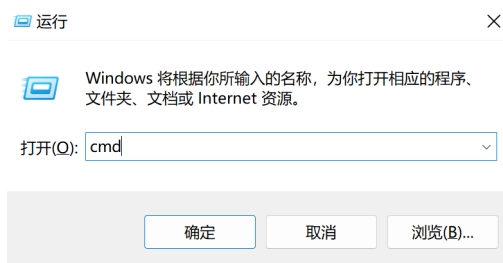 运行
Windows 将根据你所输入的名称，为你打开相应的程序、
文件夹、文档或 Internet 资源。
打开(O): cmd
确定 取消 浏览(B)...